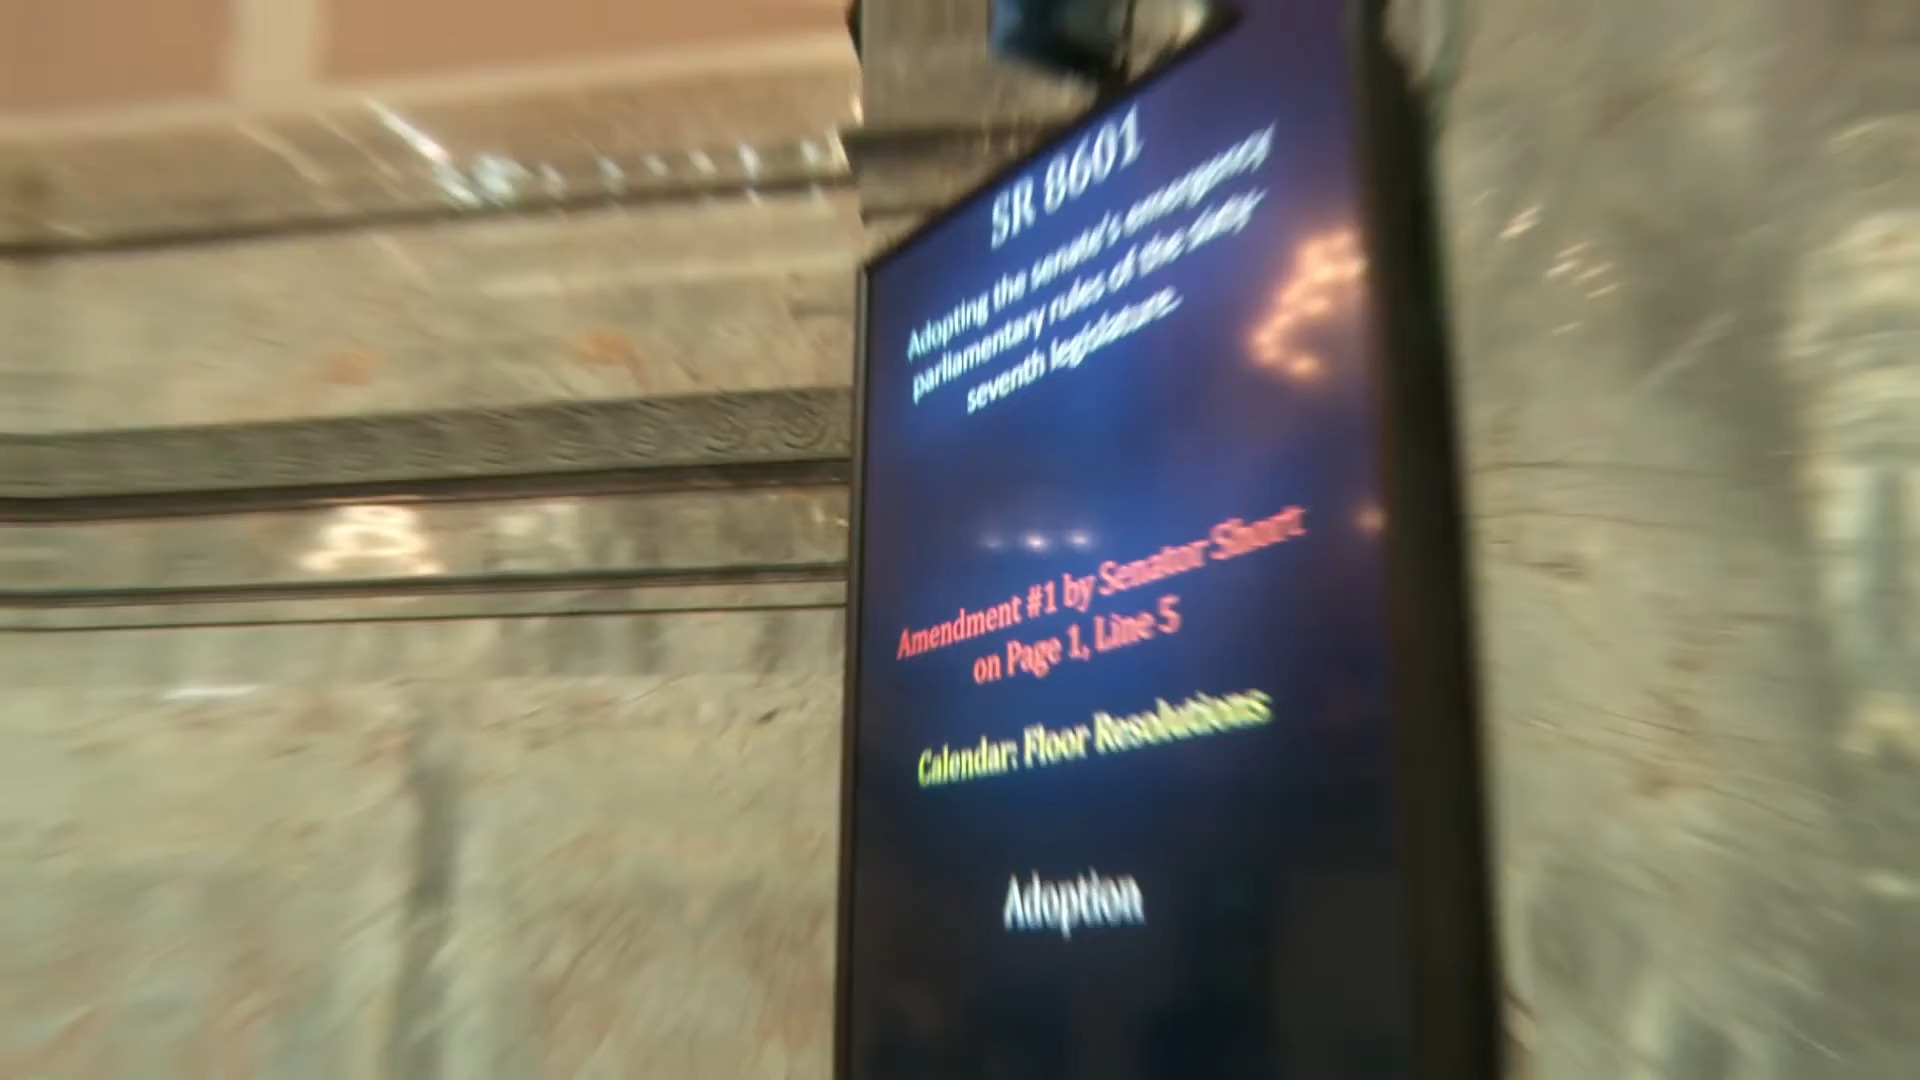 SR 8601
Adopting the senate's emergency
parliamentary rules of the sixty-
seventh legislature.
Amendment #1 by Senator Short
on Page 1, Line 5
Calendar: Floor Resolutions
Adoption